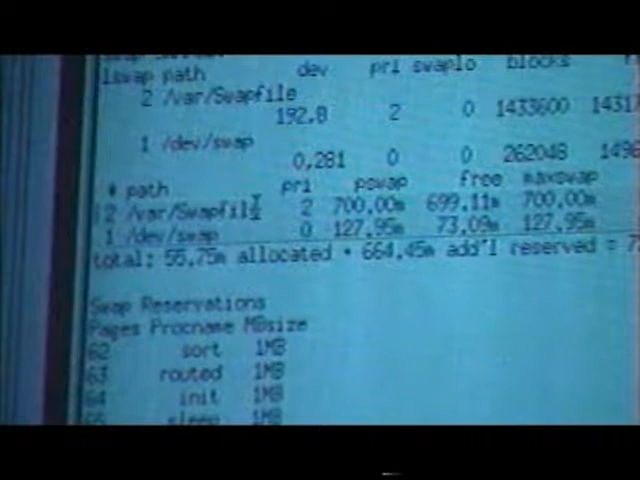 lswap path dev pri swaplo blocks
2 /var/Swapfile
192,8 2 0 1433600
1 /dev/swap
0,281 0 0 262048
# path pri pswap free maxswap
2 /var/Swapfile 2 700,00m 699,11m 700,00m
1 /dev/swap 0 127,95m 73,09m 127,95m
total: 55,75m allocated + 664,45m add'l reserved =
Swap Reservations
Pages Procname MBsize
62 sort 1MB
63 routed 1MB
64 init 1MB
65 sleep 1MB